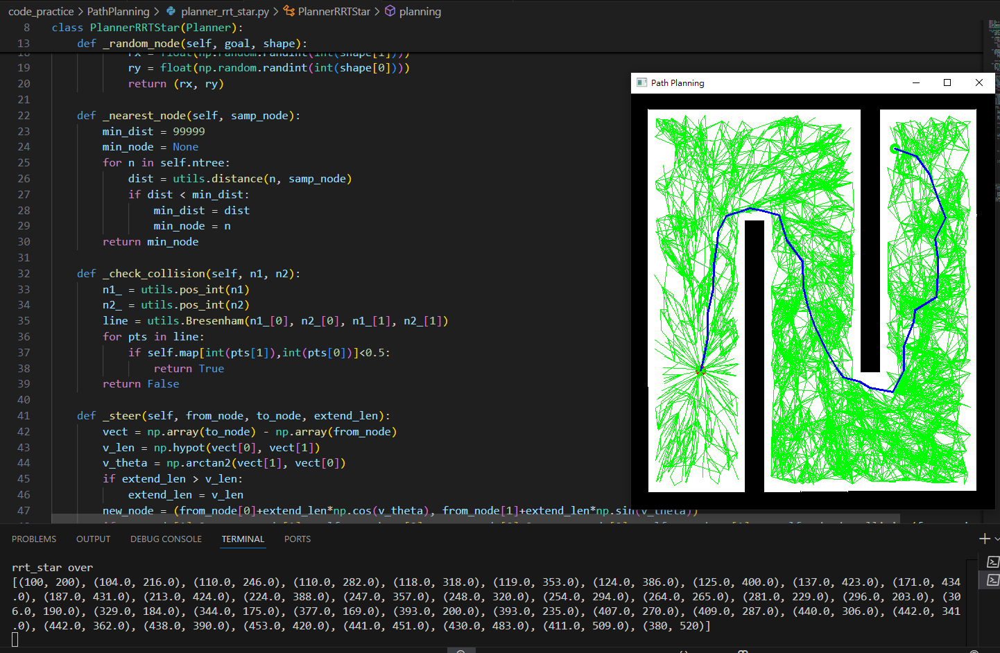 code_practice > PathPlanning > planner_rrt_star.py > PlannerRRTStar > planning
8 class PlannerRRTStar(Planner):
13 def _random_node(self, goal, shape):
18 rx = float(np.random.randint(int(shape[1])))
19 ry = float(np.random.randint(int(shape[0])))
20 return (rx, ry)
21
22 def _nearest_node(self, samp_node):
23 min_dist = 99999
24 min_node = None
25 for n in self.ntree:
26 dist = utils.distance(n, samp_node)
27 if dist < min_dist:
28 min_dist = dist
29 min_node = n
30 return min_node
31
32 def _check_collision(self, n1, n2):
33 n1_ = utils.pos_int(n1)
34 n2_ = utils.pos_int(n2)
35 line = utils.Bresenham(n1_[0], n2_[0], n1_[1], n2_[1])
36 for pts in line:
37 if self.map[int(pts[1]),int(pts[0])]<0.5:
38 return True
39 return False
40
41 def _steer(self, from_node, to_node, extend_len):
42 vect = np.array(to_node) - np.array(from_node)
43 v_len = np.hypot(vect[0], vect[1])
44 v_theta = np.arctan2(vect[1], vect[0])
45 if extend_len > v_len:
46 extend_len = v_len
47 new_node = (from_node[0]+extend_len*np.cos(v_theta), from_node[1]+extend_len*np.sin(v_theta))
Path Planning
PROBLEMS OUTPUT DEBUG CONSOLE TERMINAL PORTS
rrt_star over
[(100, 200), (104.0, 216.0), (110.0, 246.0), (110.0, 282.0), (118.0, 318.0), (119.0, 353.0), (124.0, 386.0), (125.0, 400.0), (137.0, 423.0), (171.0, 434
.0), (187.0, 431.0), (213.0, 424.0), (224.0, 388.0), (247.0, 357.0), (248.0, 320.0), (254.0, 294.0), (264.0, 265.0), (281.0, 229.0), (296.0, 203.0), (30
6.0, 190.0), (329.0, 184.0), (344.0, 175.0), (377.0, 169.0), (393.0, 200.0), (393.0, 235.0), (407.0, 270.0), (409.0, 287.0), (440.0, 306.0), (442.0, 341
.0), (442.0, 362.0), (438.0, 390.0), (453.0, 420.0), (441.0, 451.0), (430.0, 483.0), (411.0, 509.0), (380, 520)]